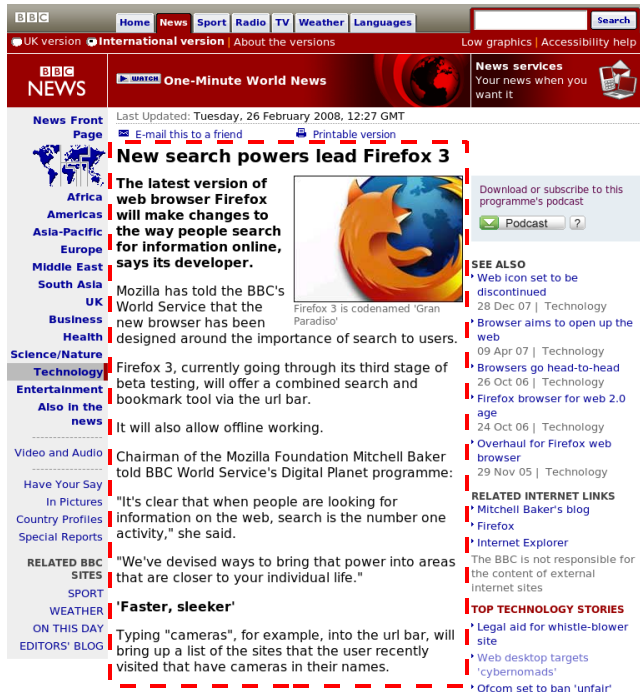 BBC
Home News Sport Radio TV Weather Languages
Search
UK version International version | About the versions
Low graphics | Accessibility help
BBC
NEWS
WATCH One-Minute World News
News services
Your news when you
want it
News Front
Page
Africa
Americas
Asia-Pacific
Europe
Middle East
South Asia
UK
Business
Health
Science/Nature
Technology
Entertainment
Also in the
news
Video and Audio
Have Your Say
In Pictures
Country Profiles
Special Reports
RELATED BBC
SITES
SPORT
WEATHER
ON THIS DAY
EDITORS' BLOG
Last Updated: Tuesday, 26 February 2008, 12:27 GMT
E-mail this to a friend
Printable version
New search powers lead Firefox 3
The latest version of
web browser Firefox
will make changes to
the way people search
for information online,
says its developer.
Firefox 3 is codenamed 'Gran
Paradiso'
Mozilla has told the BBC's
World Service that the
new browser has been
designed around the importance of search to users.
Firefox 3, currently going through its third stage of
beta testing, will offer a combined search and
bookmark tool via the url bar.
It will also allow offline working.
Chairman of the Mozilla Foundation Mitchell Baker
told BBC World Service's Digital Planet programme:
"It's clear that when people are looking for
information on the web, search is the number one
activity," she said.
"We've devised ways to bring that power into areas
that are closer to your individual life."
'Faster, sleeker'
Typing "cameras", for example, into the url bar, will
bring up a list of the sites that the user recently
visited that have cameras in their names.
Download or subscribe to this
programme's podcast
Podcast ?
SEE ALSO
Web icon set to be
discontinued
28 Dec 07 | Technology
Browser aims to open up the
web
09 Apr 07 | Technology
Browsers go head-to-head
26 Oct 06 | Technology
Firefox browser for web 2.0
age
24 Oct 06 | Technology
Overhaul for Firefox web
browser
29 Nov 05 | Technology
RELATED INTERNET LINKS
Mitchell Baker's blog
Firefox
Internet Explorer
The BBC is not responsible for
the content of external
internet sites
TOP TECHNOLOGY STORIES
Legal aid for whistle-blower
site
Web desktop targets
'cybernomads'
Ofcom set to ban 'unfair'